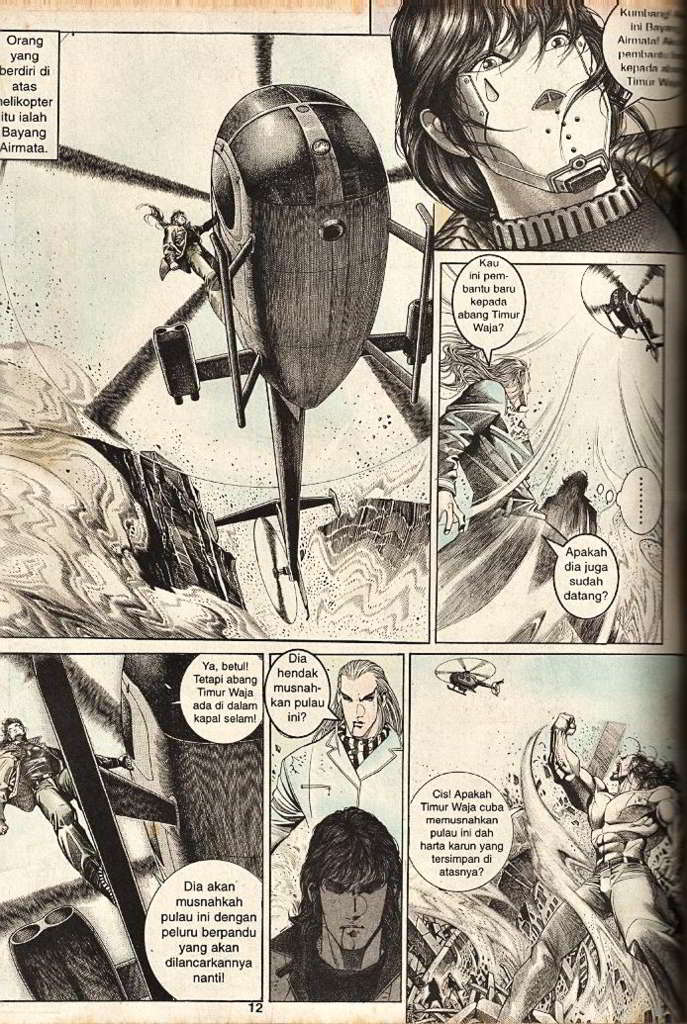 Orang
yang
berdiri di
atas
helikopter
itu ialah
Bayang
Airmata.
Kumbang!
ini Bayang
Airmata!
pembantu
kepada abang
Timur Waja
Kau
ini pem-
bantu baru
kepada
abang Timur
Waja?
........
Apakah
dia juga
sudah
datang?
Ya, betul!
Tetapi abang
Timur Waja
ada di dalam
kapal selam!
Dia akan
musnahkah
pulau ini dengan
peluru berpandu
yang akan
dilancarkannya
nanti!
Dia
hendak
musnah-
kan pulau
ini?
Cis! Apakah
Timur Waja cuba
memusnahkan
pulau ini dah
harta karun yang
tersimpan di
atasnya?
12